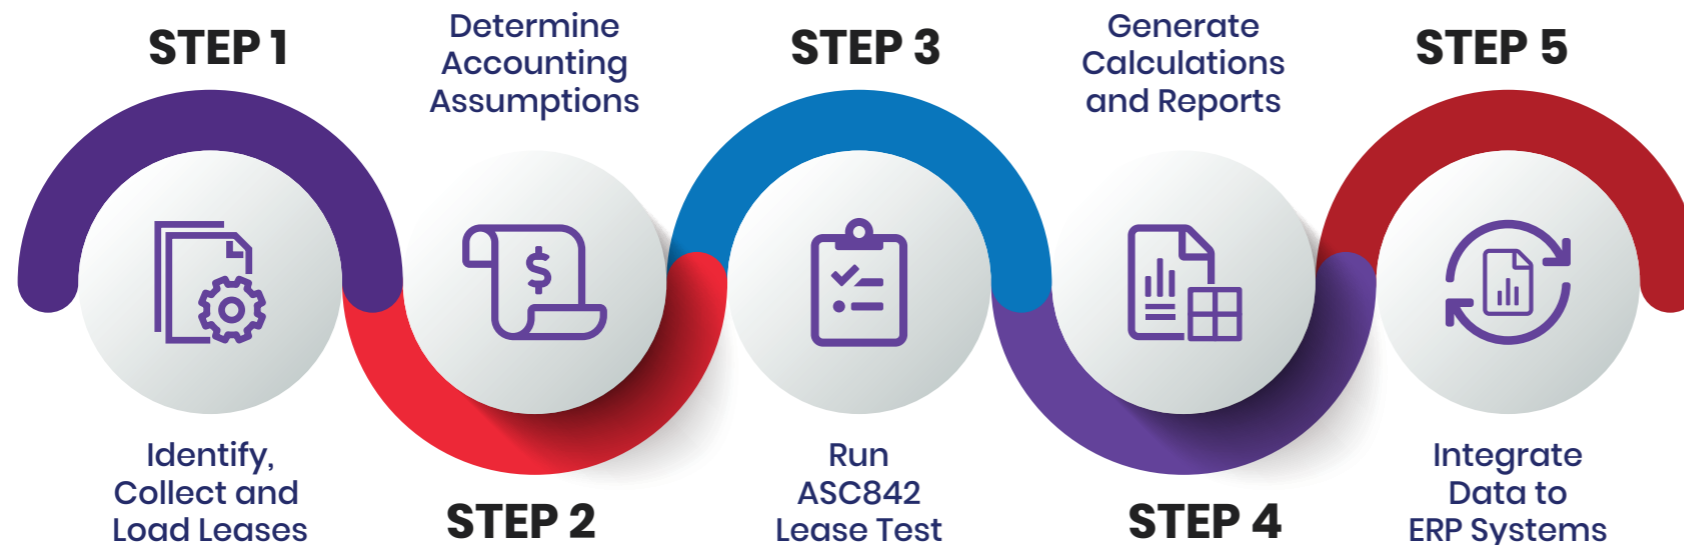 STEP 1
Identify,
Collect and
Load Leases
Determine
Accounting
Assumptions
$
STEP 2
STEP 3
Run
ASC842
Lease Test
Generate
Calculations
and Reports
STEP 4
STEP 5
Integrate
Data to
ERP Systems